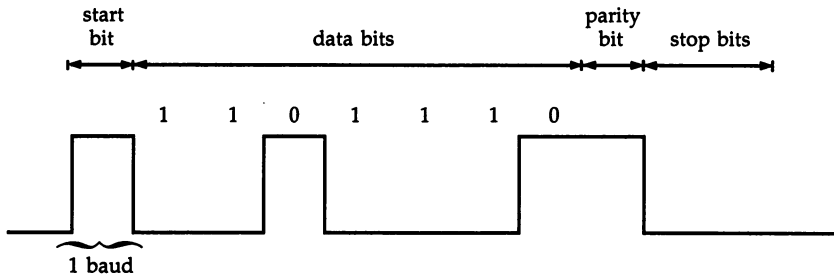 start bit
data bits
parity bit
stop bits
1 1 0 1 1 1 0
1 baud